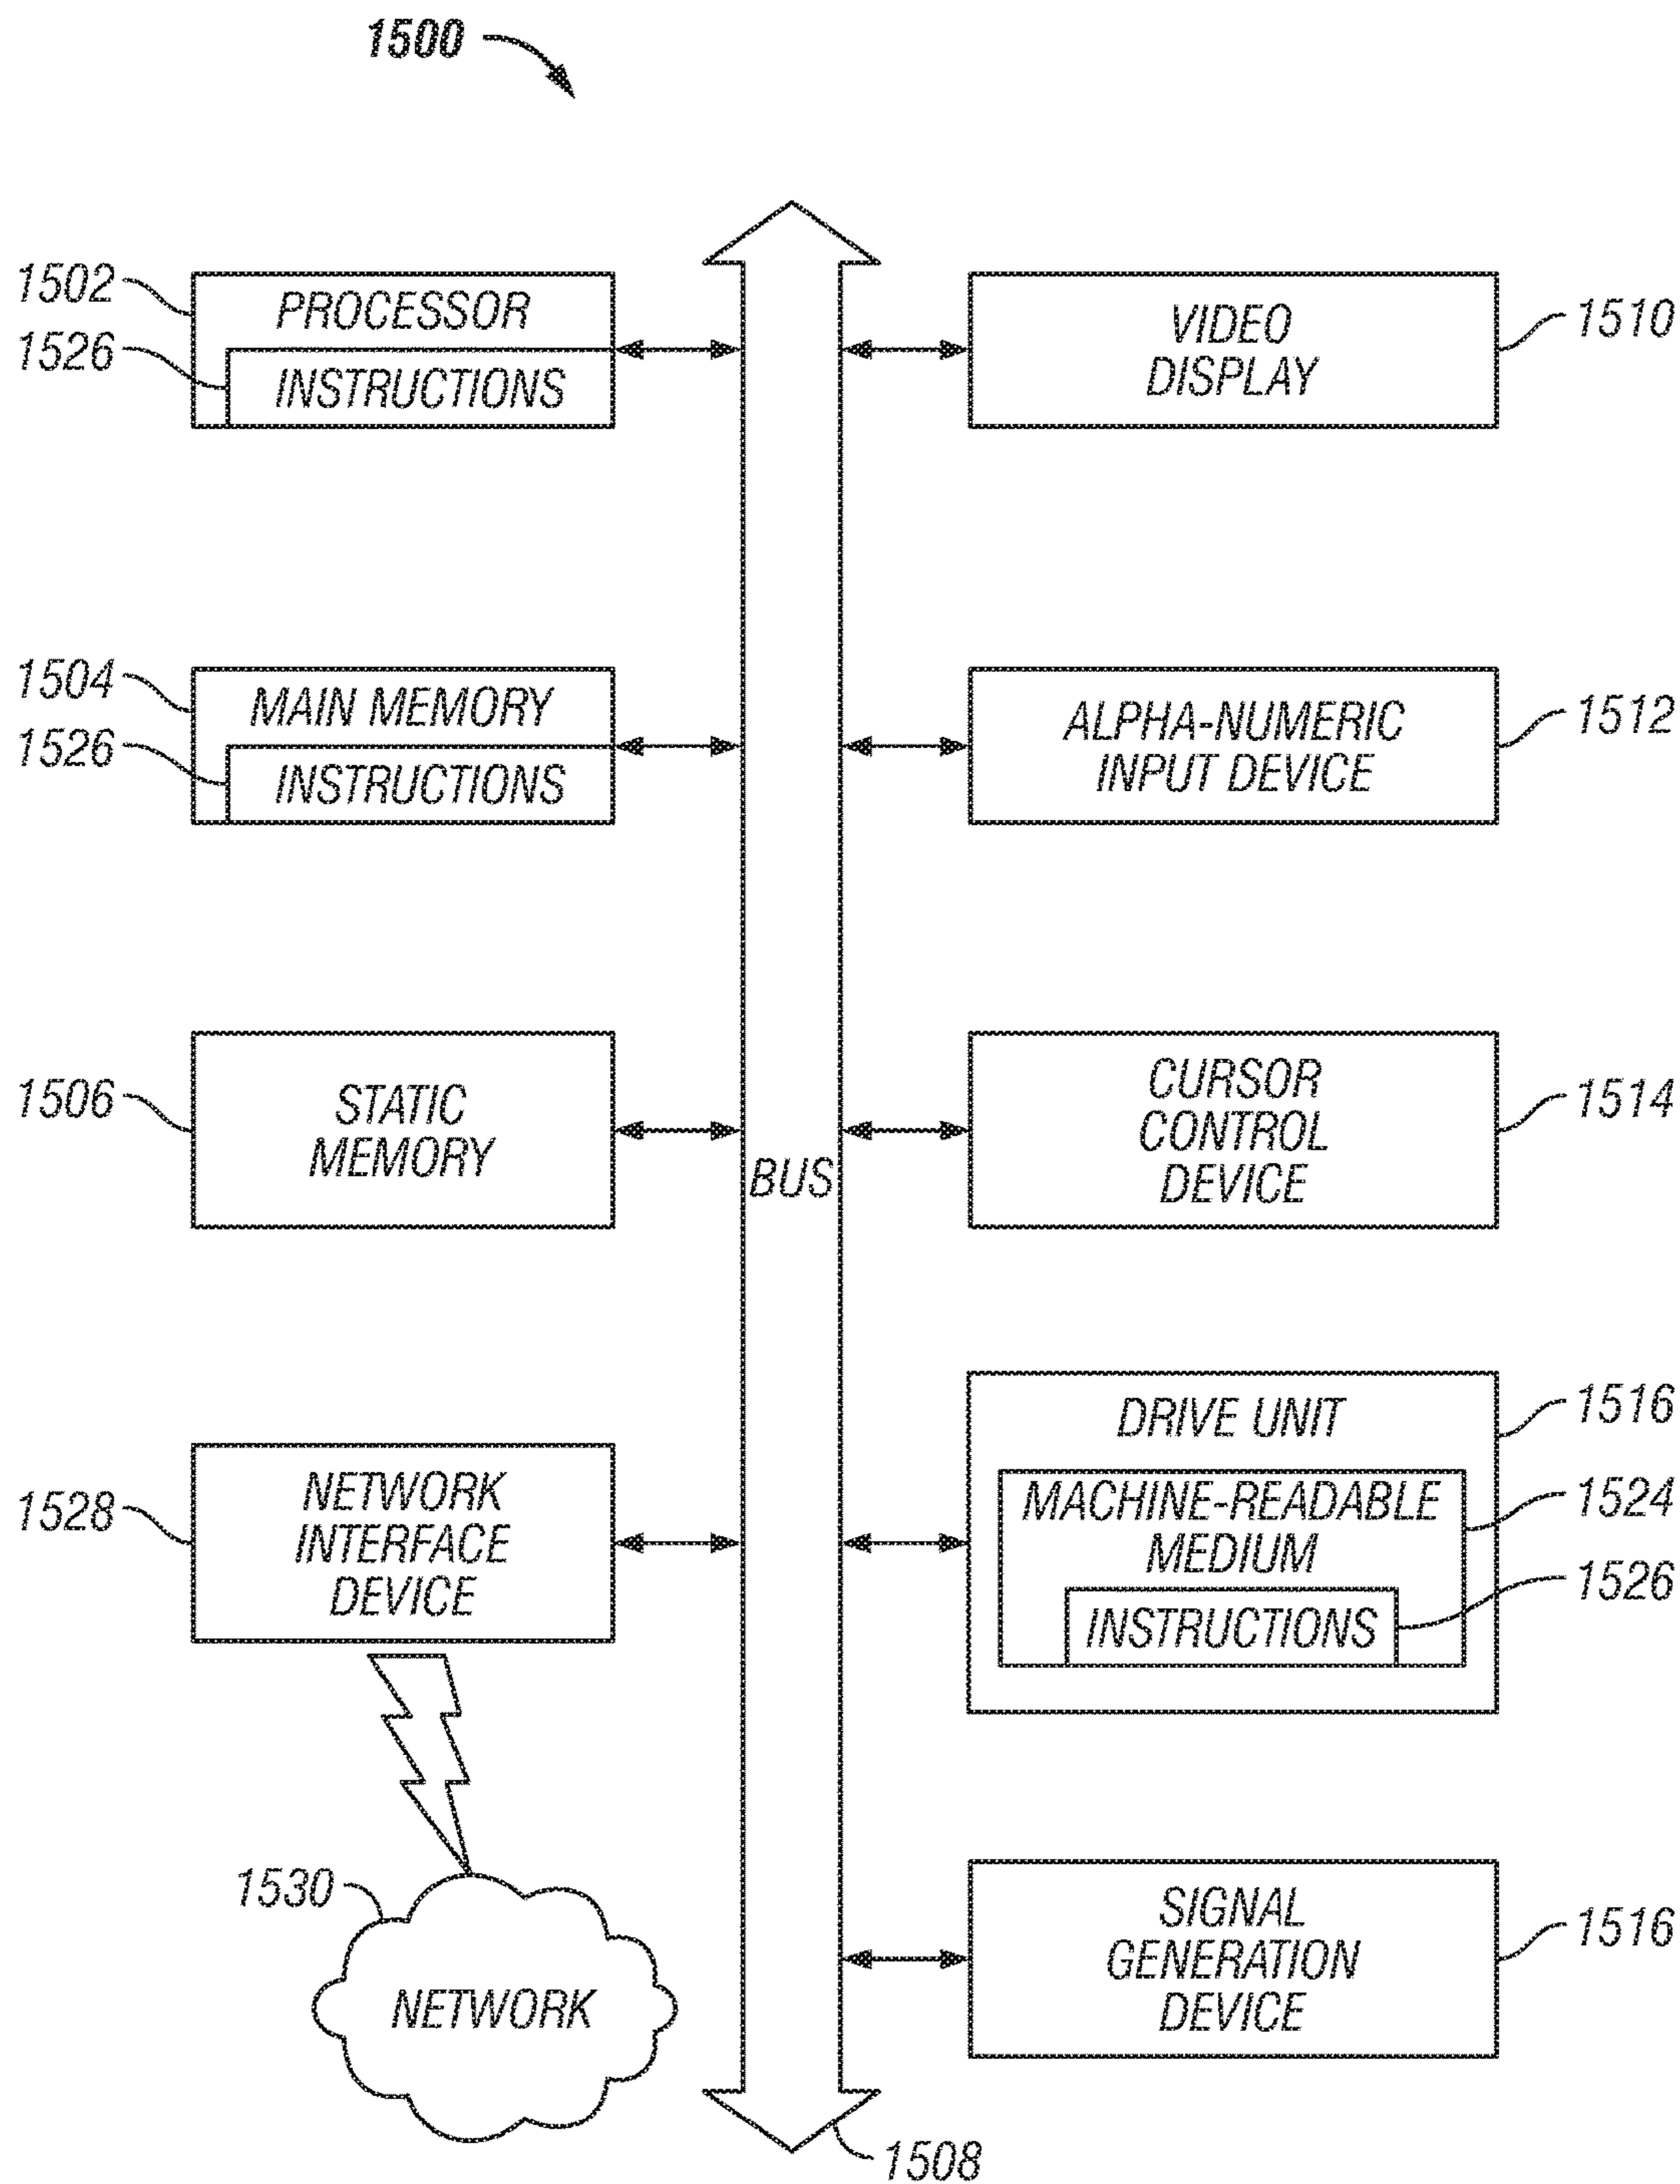 1500
1502
PROCESSOR
1526
INSTRUCTIONS
VIDEO
DISPLAY
1510
1504
MAIN MEMORY
1526
INSTRUCTIONS
ALPHA-NUMERIC
INPUT DEVICE
1512
1506
STATIC
MEMORY
BUS
CURSOR
CONTROL
DEVICE
1514
1528
NETWORK
INTERFACE
DEVICE
DRIVE UNIT
1516
MACHINE-READABLE
MEDIUM
1524
INSTRUCTIONS
1526
1530
NETWORK
SIGNAL
GENERATION
DEVICE
1516
1508